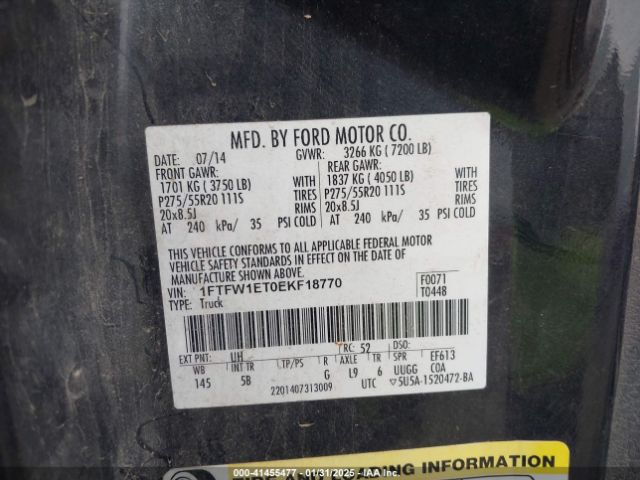 MFD. BY FORD MOTOR CO.
DATE: 07/14 GVWR: 3266 KG ( 7200 LB)
FRONT GAWR: REAR GAWR:
1701 KG ( 3750 LB) WITH 1837 KG ( 4050 LB) WITH
P275/55R20 111S TIRES P275/55R20 111S TIRES
20x8.5J RIMS 20x8.5J RIMS
AT 240 kPa/ 35 PSI COLD AT 240 kPa/ 35 PSI COLD
THIS VEHICLE CONFORMS TO ALL APPLICABLE FEDERAL MOTOR
VEHICLE SAFETY STANDARDS IN EFFECT ON THE DATE OF
MANUFACTURE SHOWN ABOVE.
VIN: 1FTFW1ET0EKF18770 F0071
TYPE: Truck T0448
EXT PNT: UH RC: 52 DSO:
WB INT TR TP/PS R AXLE TR SPR EF613
145 5B G L9 6 UUGG COA
2201407313009 UTC ▽5U5A-1520472-BA
TIRE AND LOADING INFORMATION
000-41455477 - 01/31/2025 - IAA Inc.